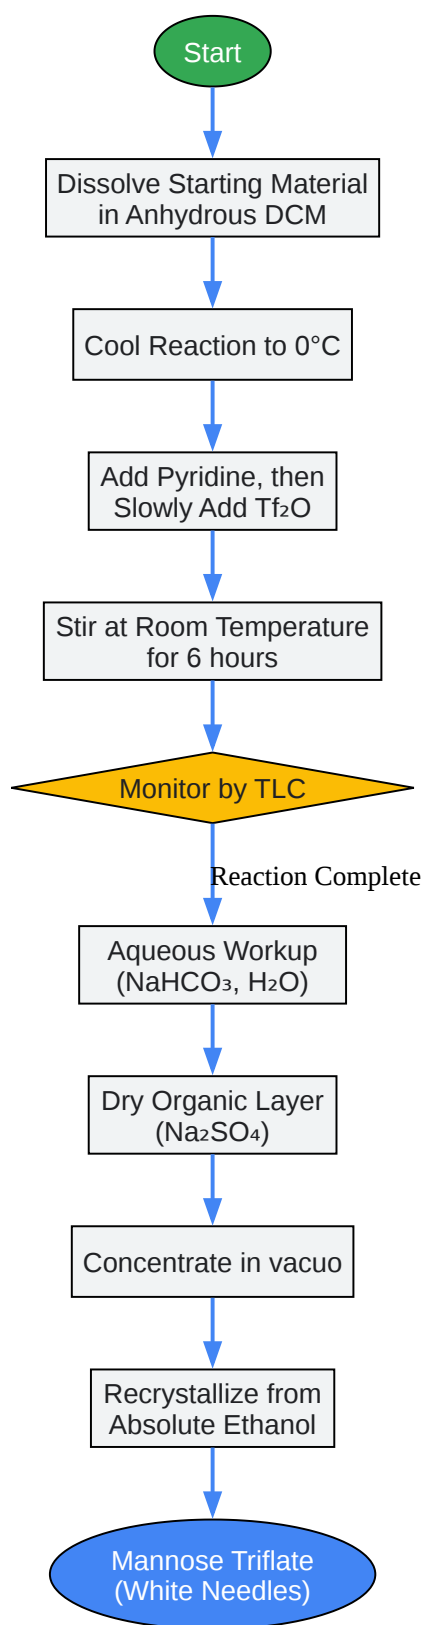 Start
Dissolve Starting Material
in Anhydrous DCM
Cool Reaction to 0°C
Add Pyridine, then
Slowly Add Tf₂O
Stir at Room Temperature
for 6 hours
Monitor by TLC
Reaction Complete
Aqueous Workup
(NaHCO₃, H₂O)
Dry Organic Layer
(Na₂SO₄)
Concentrate in vacuo
Recrystallize from
Absolute Ethanol
Mannose Triflate
(White Needles)